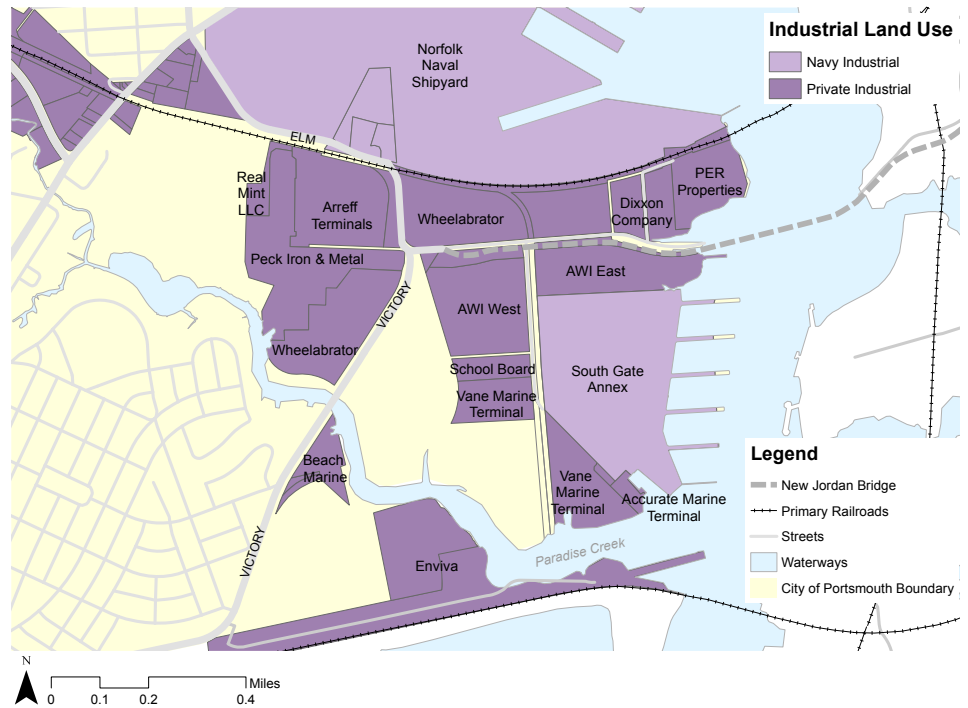 Industrial Land Use
Navy Industrial
Private Industrial
Norfolk
Naval
Shipyard
ELM
Real
Mint
LLC
Arreff
Terminals
Wheelabrator
Dixxon
Company
PER
Properties
Peck Iron & Metal
AWI East
VICTORY
AWI West
Wheelabrator
School Board
South Gate
Annex
Vane Marine
Terminal
Beach
Marine
Vane
Marine
Terminal
Accurate Marine
Terminal
VICTORY
Enviva
Paradise Creek
Legend
New Jordan Bridge
Primary Railroads
Streets
Waterways
City of Portsmouth Boundary
N
Miles
0 0.1 0.2 0.4